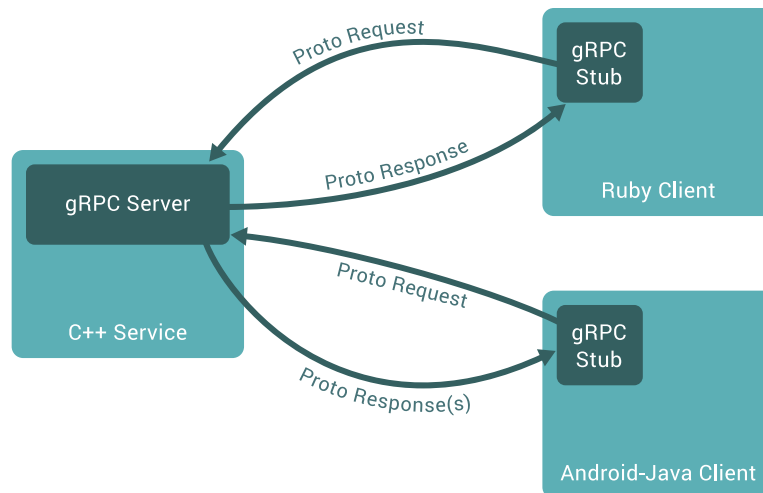 Proto Request
gRPC
Stub
Proto Response
Ruby Client
gRPC Server
C++ Service
Proto Request
gRPC
Stub
Proto Response(s)
Android-Java Client